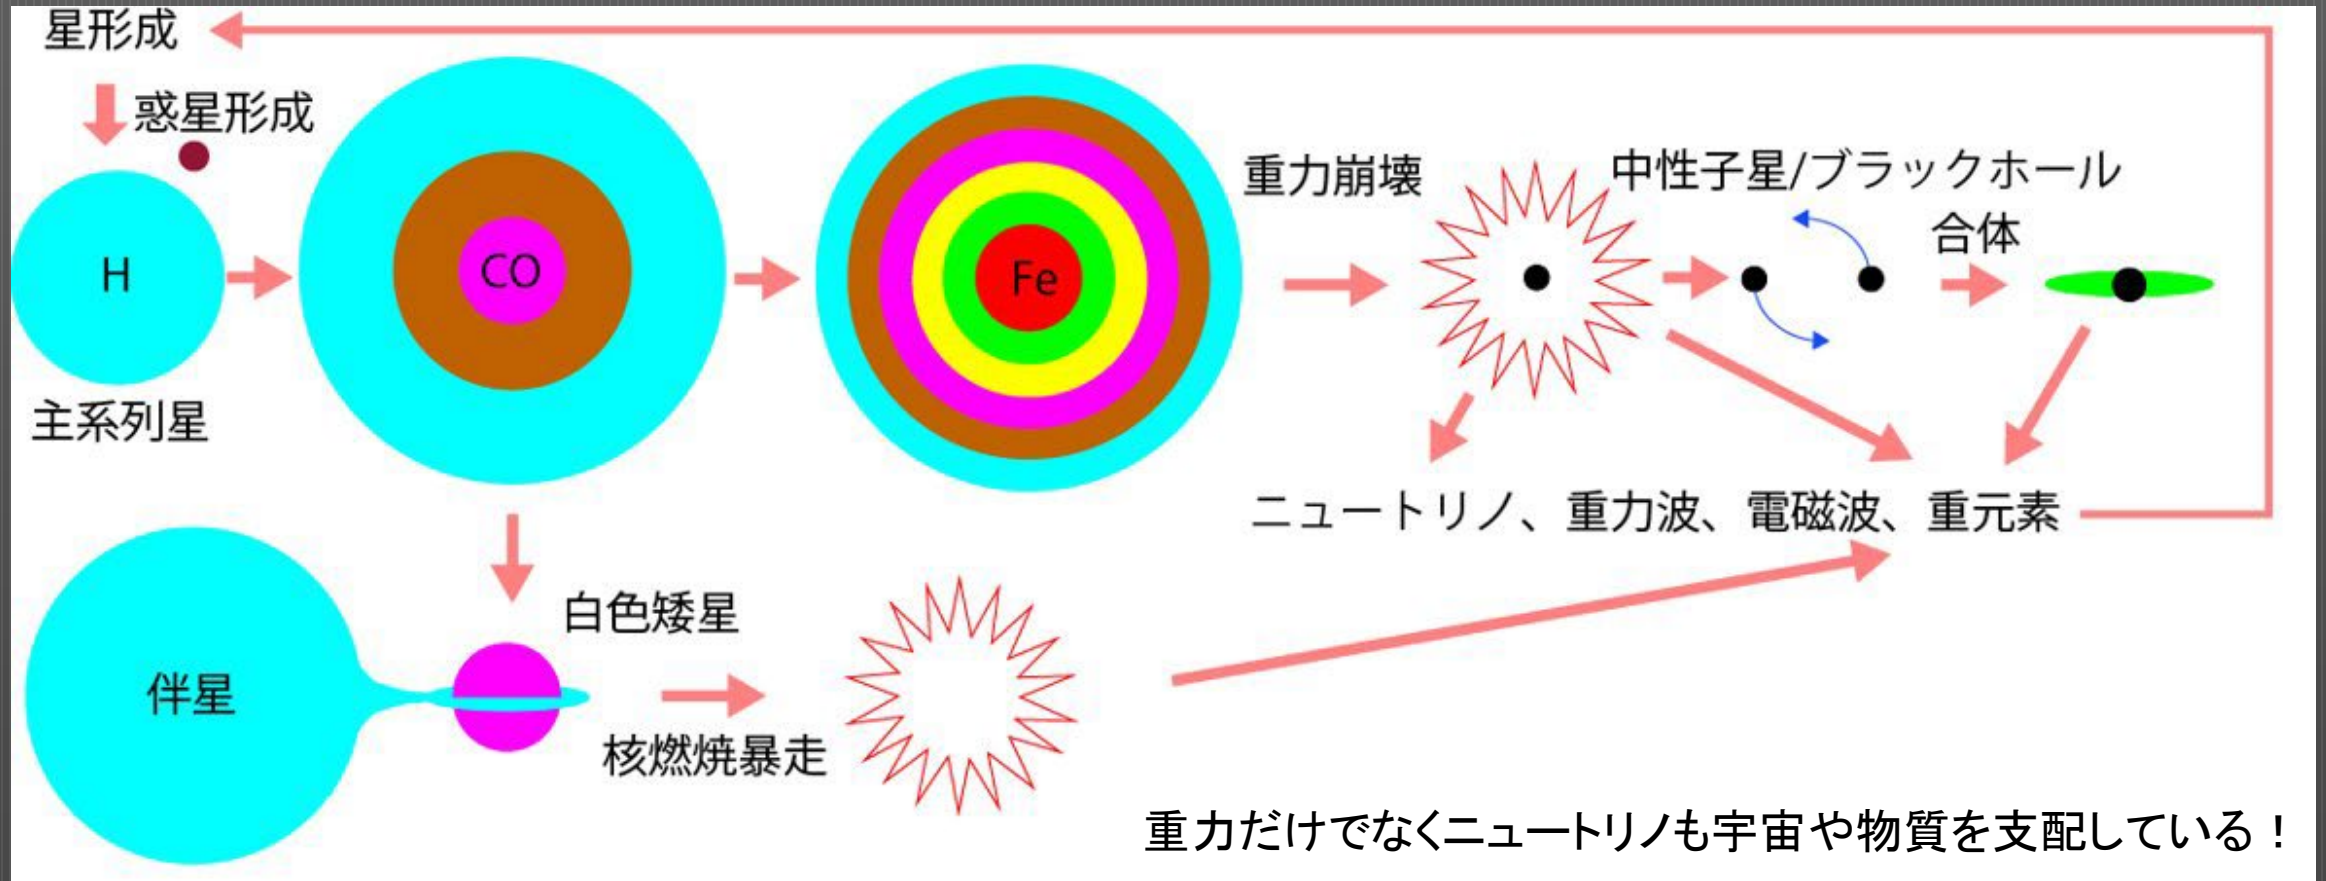 星形成
惑星形成
H
主系列星
CO
Fe
重力崩壊
中性子星/ブラックホール
合体
ニュートリノ、重力波、電磁波、重元素
伴星
白色矮星
核燃焼暴走
重力だけでなくニュートリノも宇宙や物質を支配している！